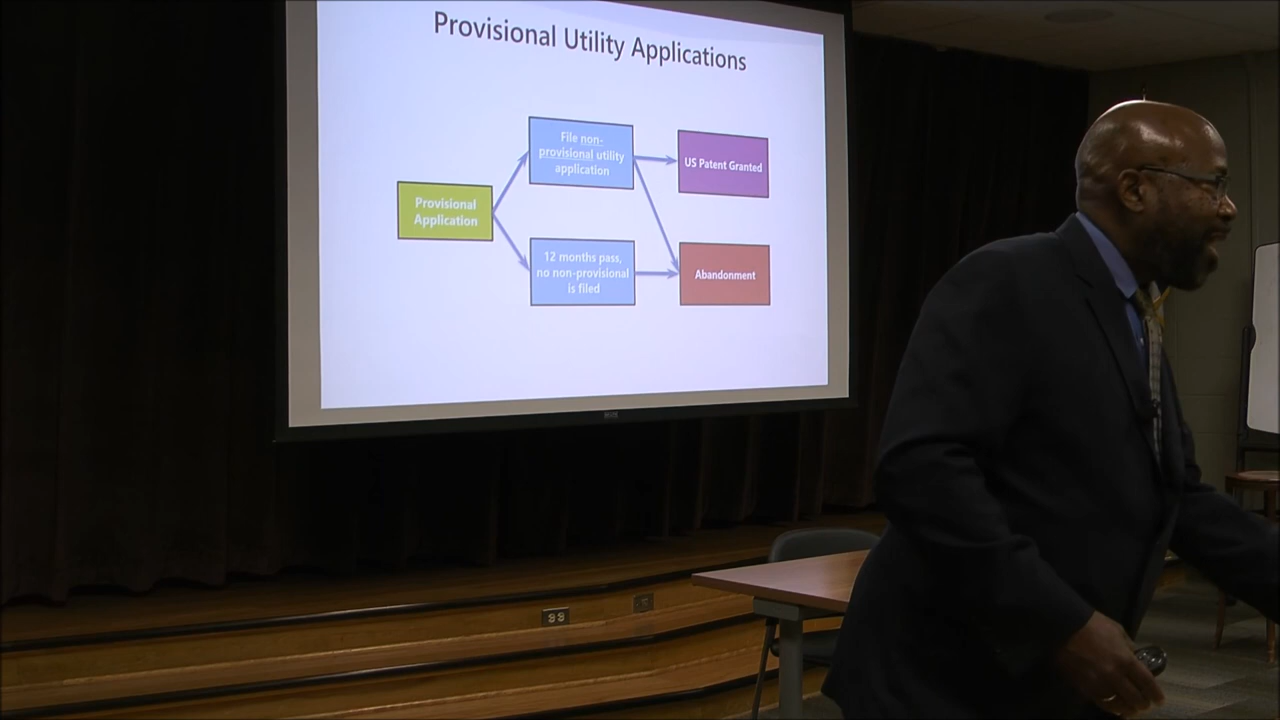 Provisional Utility Applications
File non-
provisional utility
application
US Patent Granted
Provisional
Application
12 months pass,
no non-provisional
is filed
Abandonment